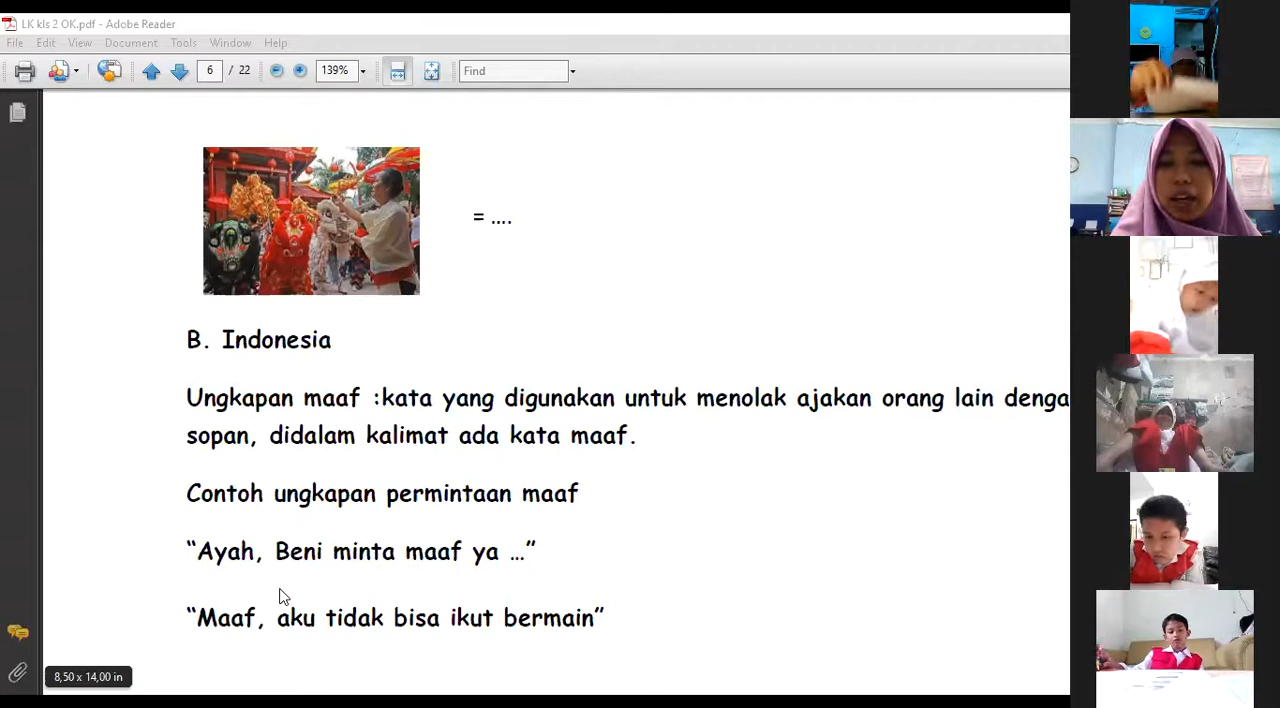 LK kls 2 OK.pdf - Adobe Reader
File Edit View Document Tools Window Help
6 / 22 139% Find
= ....
B. Indonesia
Ungkapan maaf :kata yang digunakan untuk menolak ajakan orang lain denga
sopan, didalam kalimat ada kata maaf.
Contoh ungkapan permintaan maaf
“Ayah, Beni minta maaf ya ...”
“Maaf, aku tidak bisa ikut bermain”
8,50 x 14,00 in